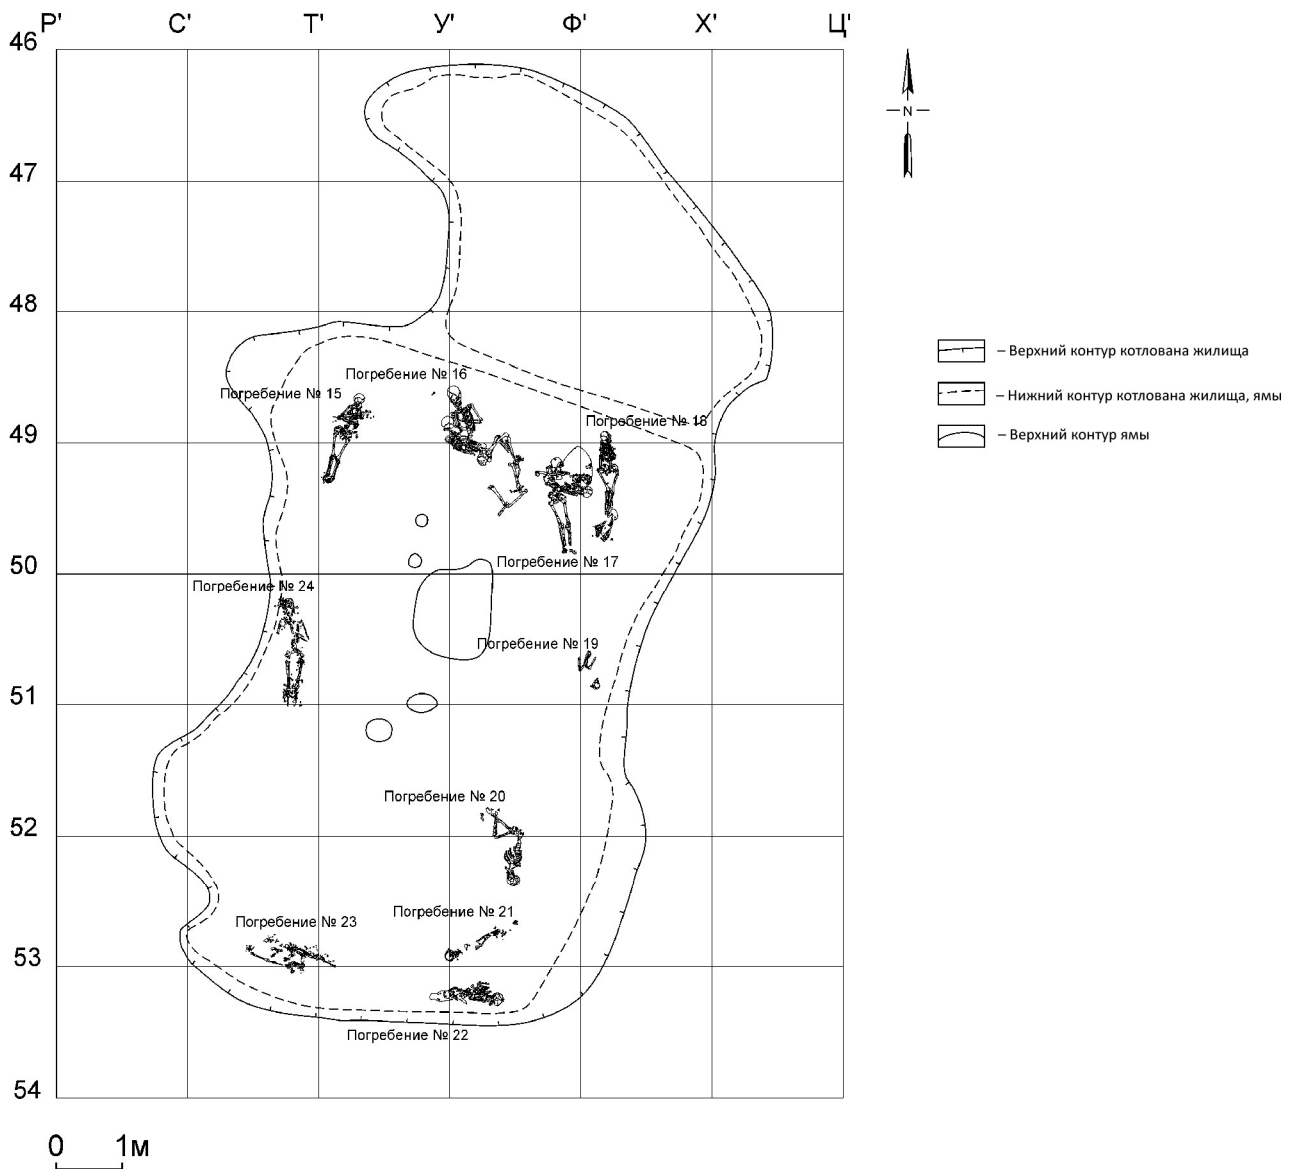 Р' С' Т' У' Ф' Х' Ц'
46
47
48
49
50
51
52
53
54
N
Погребение № 16
Погребение № 15
Погребение № 18
Погребение № 17
Погребение № 24
Погребение № 19
Погребение № 20
Погребение № 21
Погребение № 23
Погребение № 22
– Верхний контур котлована жилища
– Нижний контур котлована жилища, ямы
– Верхний контур ямы
0 1м